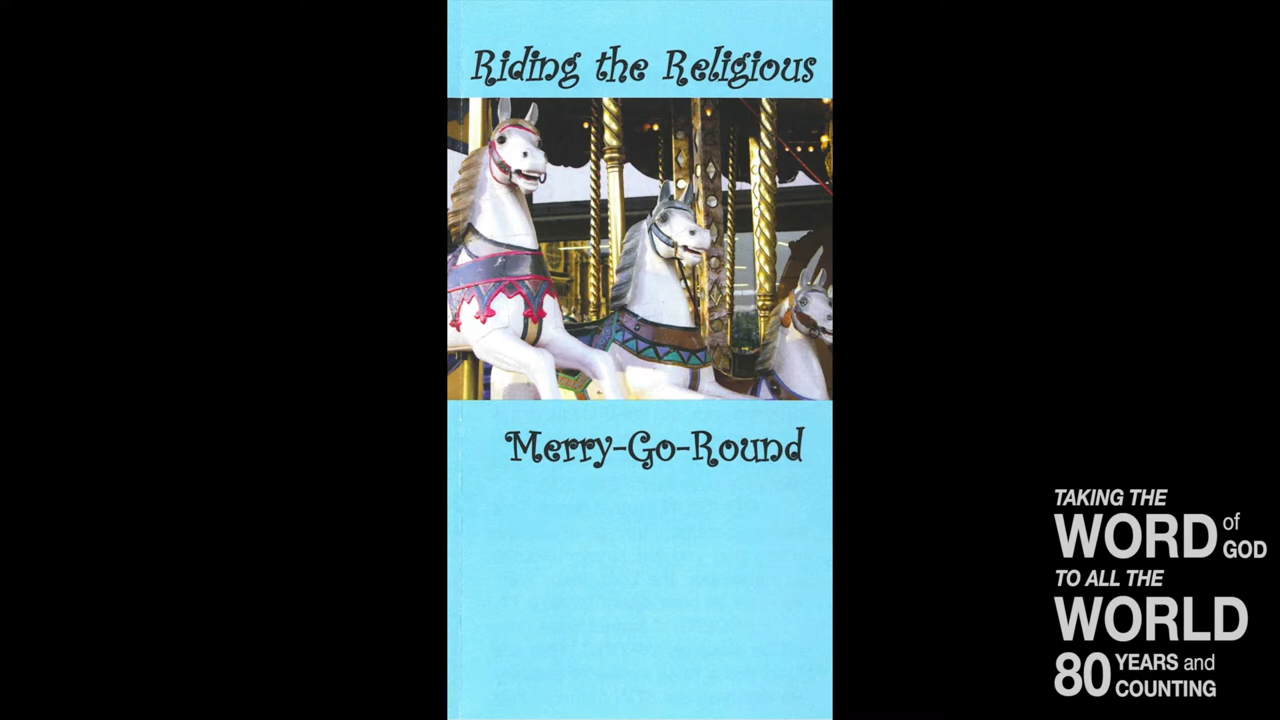 Riding the Religious
Merry-Go-Round
TAKING THE
WORD of GOD
TO ALL THE
WORLD
80 YEARS and COUNTING